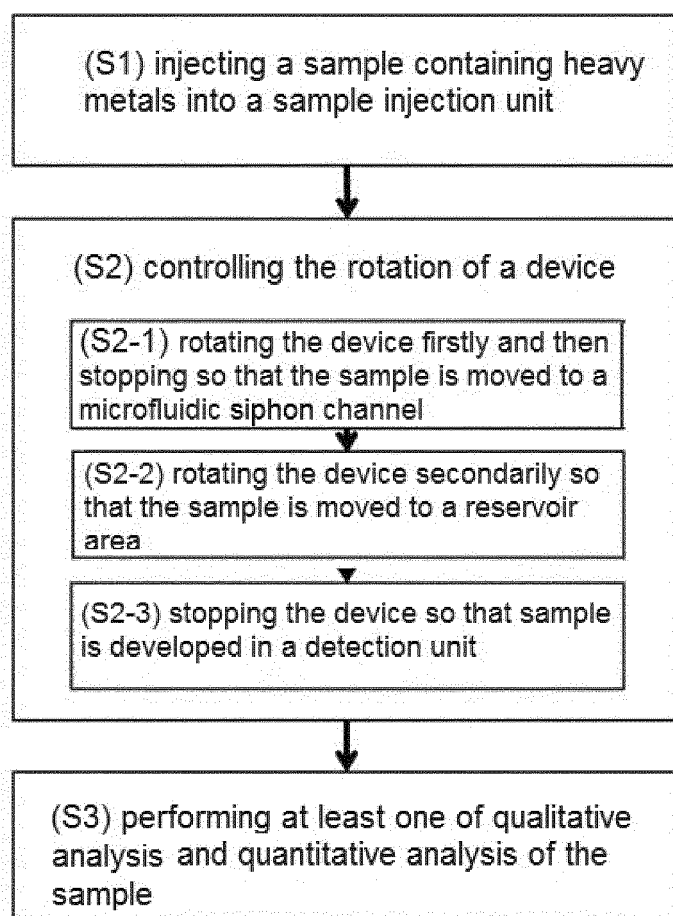 (S1) injecting a sample containing heavy
metals into a sample injection unit
(S2) controlling the rotation of a device
(S2-1) rotating the device firstly and then
stopping so that the sample is moved to a
microfluidic siphon channel
(S2-2) rotating the device secondarily so
that the sample is moved to a reservoir
area
(S2-3) stopping the device so that sample
is developed in a detection unit
(S3) performing at least one of qualitative
analysis and quantitative analysis of the
sample